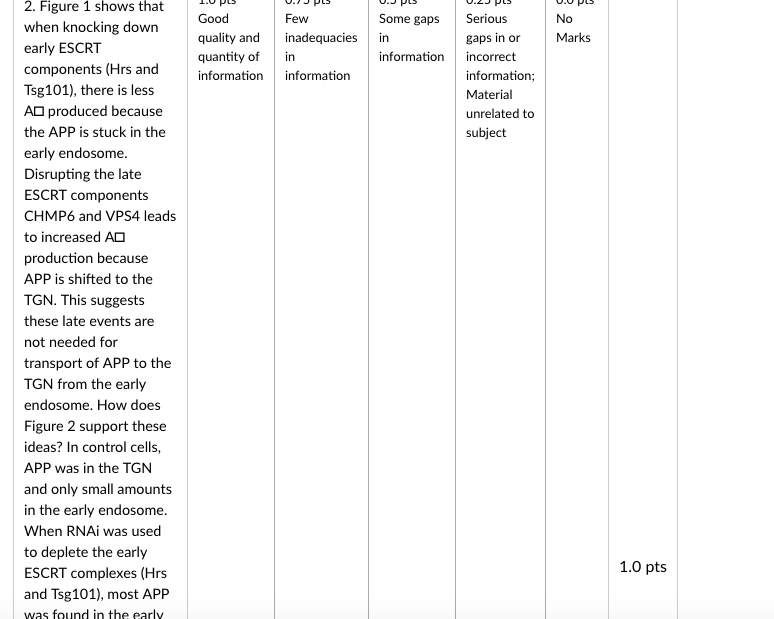 2. Figure 1 shows that
when knocking down
early ESCRT
components (Hrs and
Tsg101), there is less
A□ produced because
the APP is stuck in the
early endosome.
Disrupting the late
ESCRT components
CHMP6 and VPS4 leads
to increased A□
production because
APP is shifted to the
TGN. This suggests
these late events are
not needed for
transport of APP to the
TGN from the early
endosome. How does
Figure 2 support these
ideas? In control cells,
APP was in the TGN
and only small amounts
in the early endosome.
When RNAi was used
to deplete the early
ESCRT complexes (Hrs
and Tsg101), most APP
was found in the early
1.0 pts
Good
quality and
quantity of
information
0.75 pts
Few
inadequacies
in
information
0.5 pts
Some gaps
in
information
0.25 pts
Serious
gaps in or
incorrect
information;
Material
unrelated to
subject
0.0 pts
No
Marks
1.0 pts